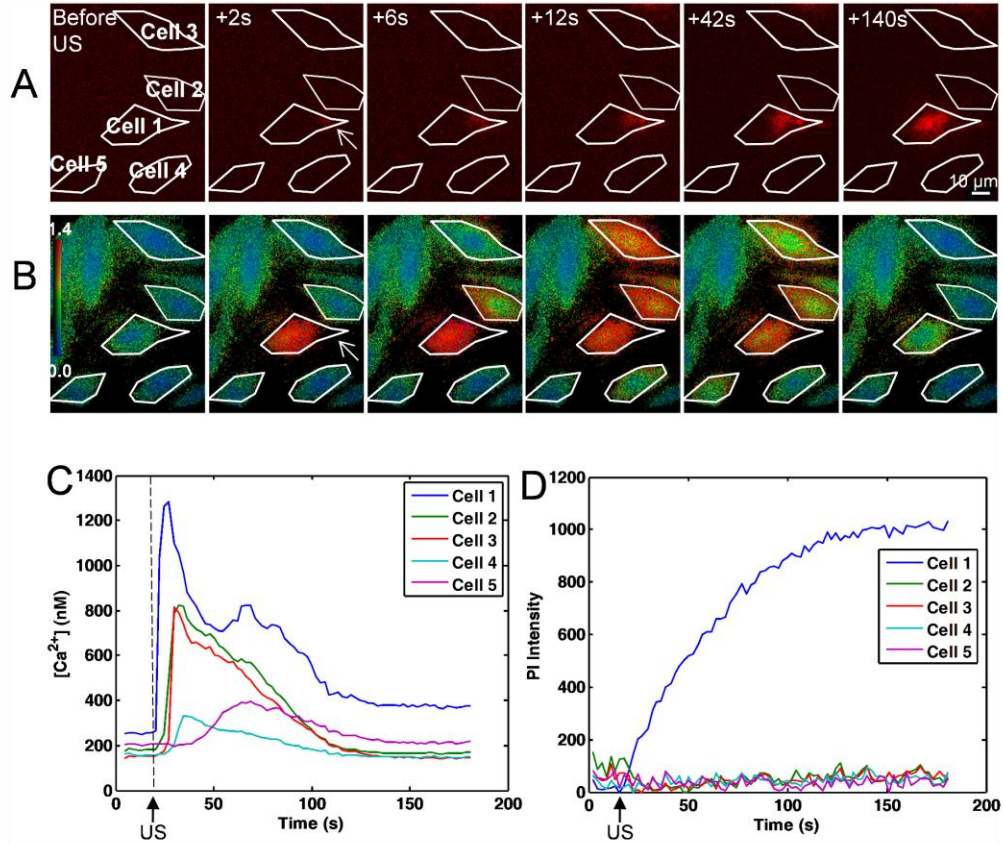 A
Before
US
+2s
+6s
+12s
+42s
+140s
Cell 3
Cell 2
Cell 1
Cell 5
Cell 4
10 µm
B
1.4
0.0
C
1400
1200
1000
800
600
400
200
0
[Ca²⁺] (nM)
Cell 1
Cell 2
Cell 3
Cell 4
Cell 5
0
50
100
150
200
Time (s)
US
D
1200
1000
800
600
400
200
0
PI intensity
Cell 1
Cell 2
Cell 3
Cell 4
Cell 5
0
50
100
150
200
Time (s)
US